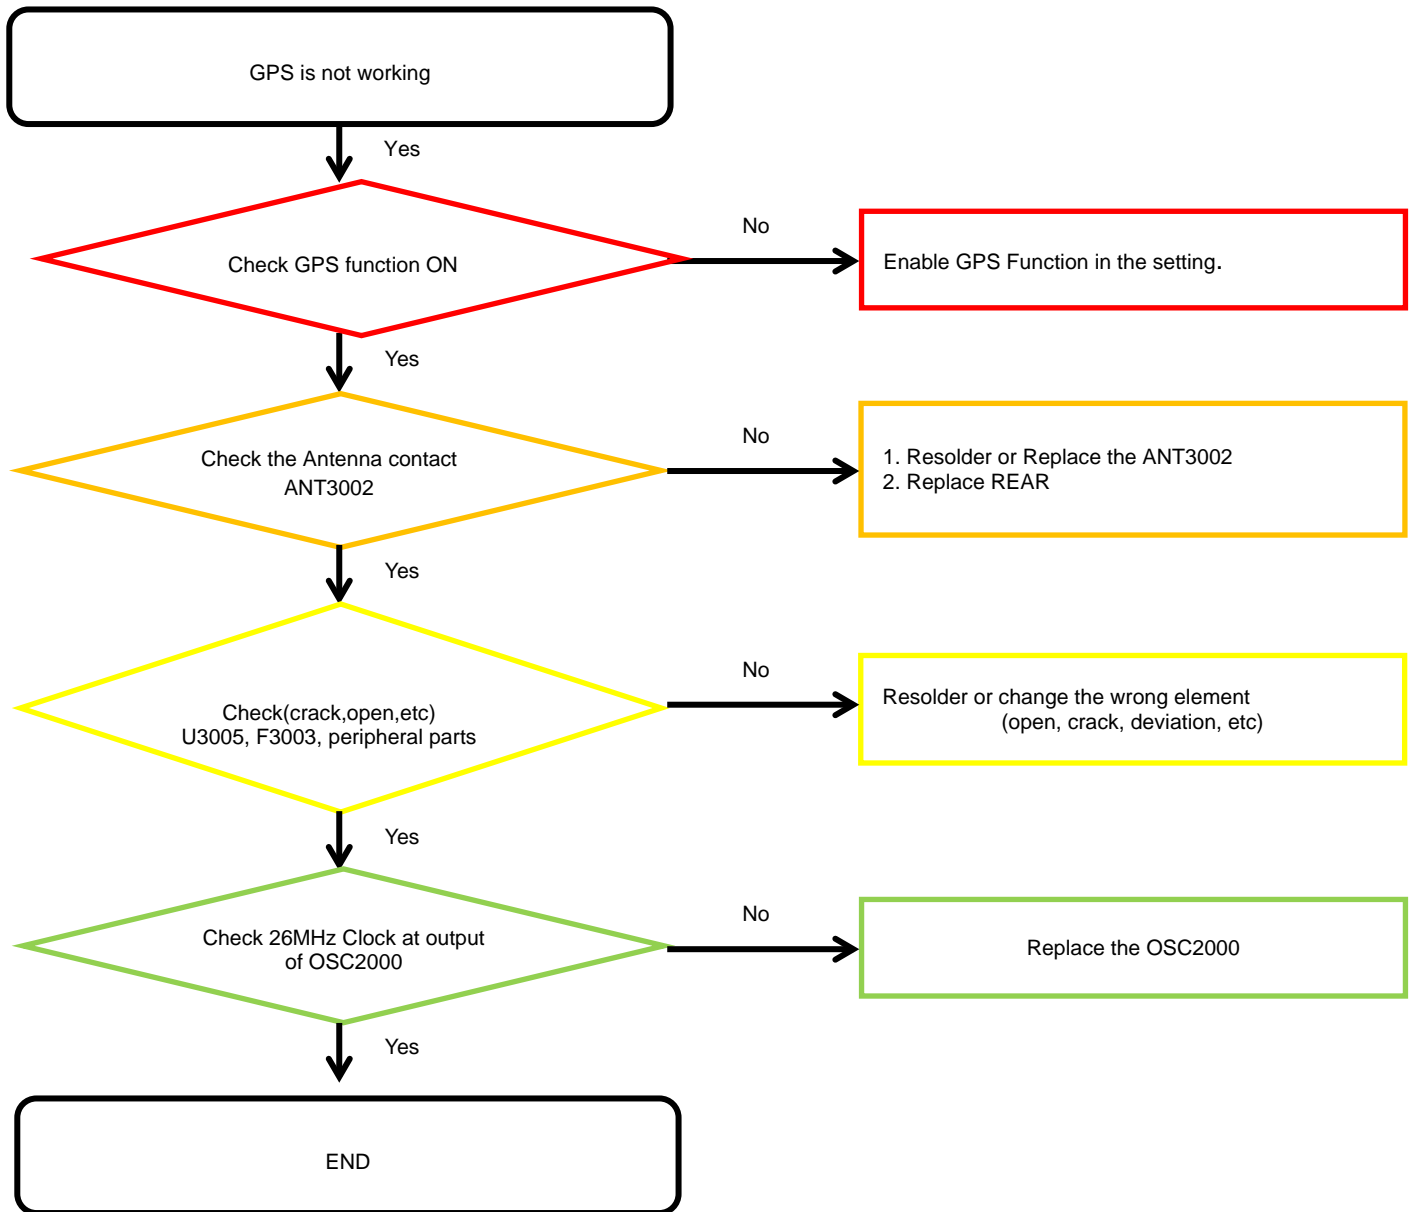 GPS is not working
Yes
Check GPS function ON
No
Enable GPS Function in the setting.
Yes
Check the Antenna contact
ANT3002
No
1. Resolder or Replace the ANT3002
2. Replace REAR
Yes
Check(crack,open,etc)
U3005, F3003, peripheral parts
No
Resolder or change the wrong element
(open, crack, deviation, etc)
Yes
Check 26MHz Clock at output
of OSC2000
No
Replace the OSC2000
Yes
END